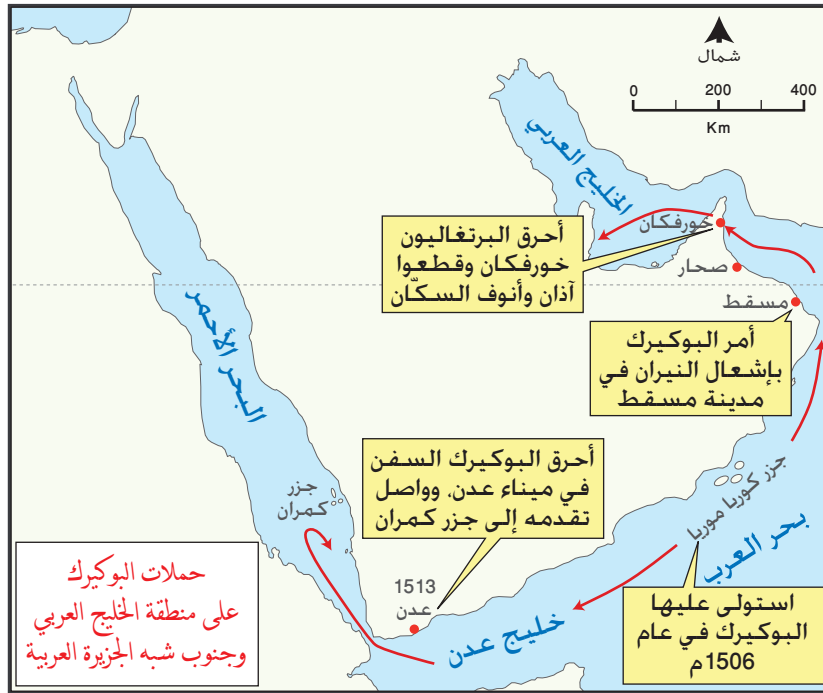 شمال
0 200 400
Km
الخليج العربي
خورفكان
أحرق البرتغاليون
خورفكان وقطعوا
آذان وأنوف السكّان
صحار
مسقط
أمر البوكيرك
بإشعال النيران في
مدينة مسقط
البحر الأحمر
أحرق البوكيرك السفن
في ميناء عدن، وواصل
تقدمه إلى جزر كمران
جزر
كمران
جزر كوريا موريا
بحر العرب
1513
عدن
خليج عدن
استولى عليها
البوكيرك في عام
1506م
حملات البوكيرك
على منطقة الخليج العربي
وجنوب شبه الجزيرة العربية